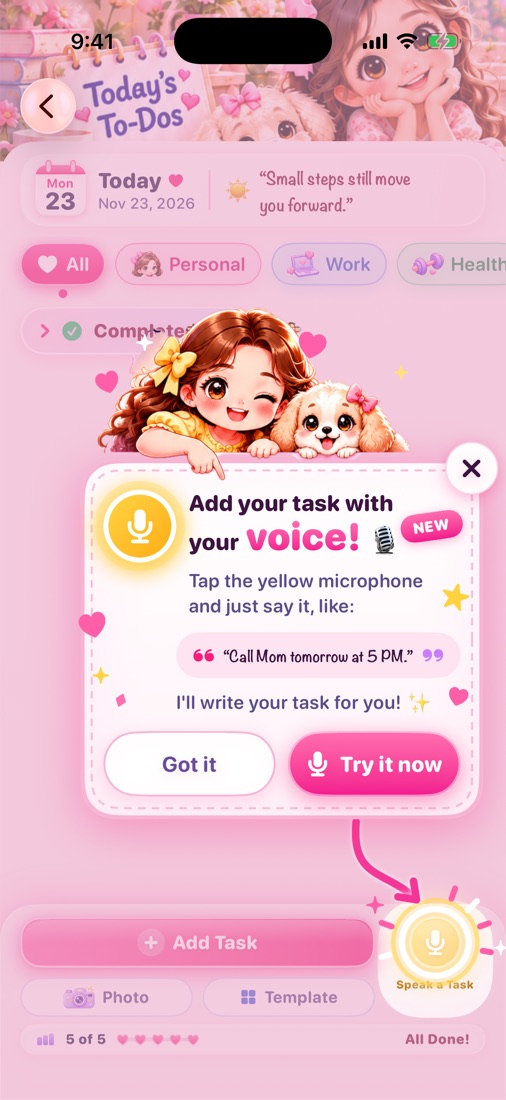 9:41
Today's
To-Dos
Mon
23
Today
Nov 23, 2026
“Small steps still move
you forward.”
All
Personal
Work
Health
Completed
Add your task with
your voice!
NEW
Tap the yellow microphone
and just say it, like:
“Call Mom tomorrow at 5 PM.”
I'll write your task for you!
Got it
Try it now
Add Task
Speak a Task
Photo
Template
5 of 5
All Done!